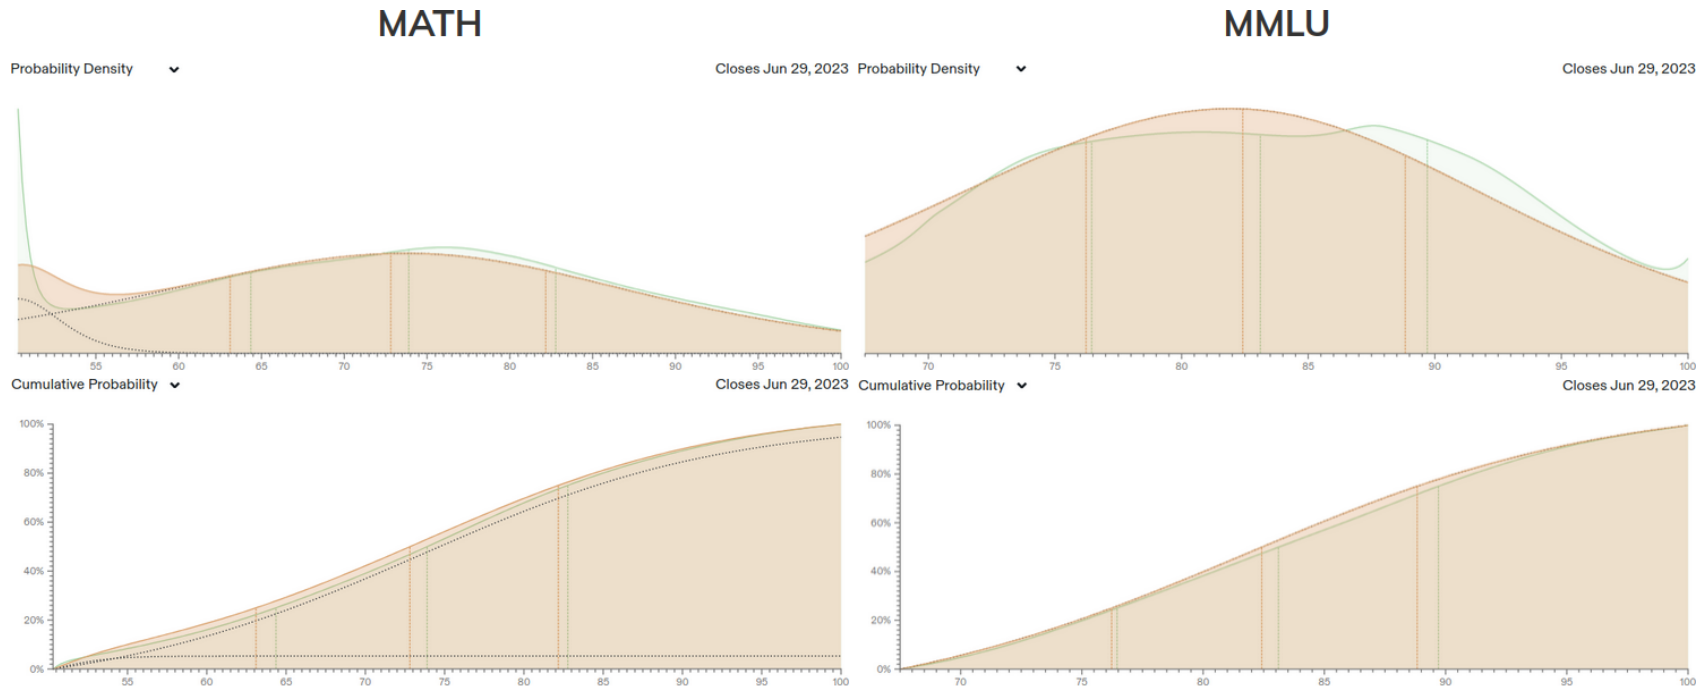 MATH
MMLU
Probability Density
Closes Jun 29, 2023
Probability Density
Closes Jun 29, 2023
55 60 65 70 75 80 85 90 95 100
70 75 80 85 90 95 100
Cumulative Probability
Closes Jun 29, 2023
Cumulative Probability
Closes Jun 29, 2023
100%
80%
60%
40%
20%
0%
55 60 65 70 75 80 85 90 95 100
100%
80%
60%
40%
20%
0%
70 75 80 85 90 95 100